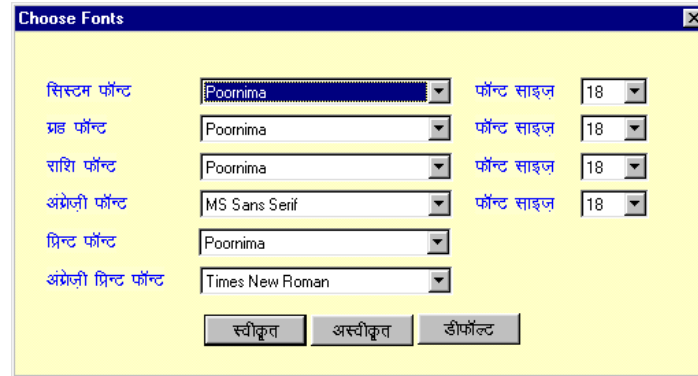 Choose Fonts
सिस्टम फॉन्ट Poornima फॉन्ट साइज़ 18
ग्रह फॉन्ट Poornima फॉन्ट साइज़ 18
राशि फॉन्ट Poornima फॉन्ट साइज़ 18
अंग्रेज़ी फॉन्ट MS Sans Serif फॉन्ट साइज़ 18
प्रिन्ट फॉन्ट Poornima
अंग्रेज़ी प्रिन्ट फॉन्ट Times New Roman
स्वीकृत अस्वीकृत डीफॉल्ट